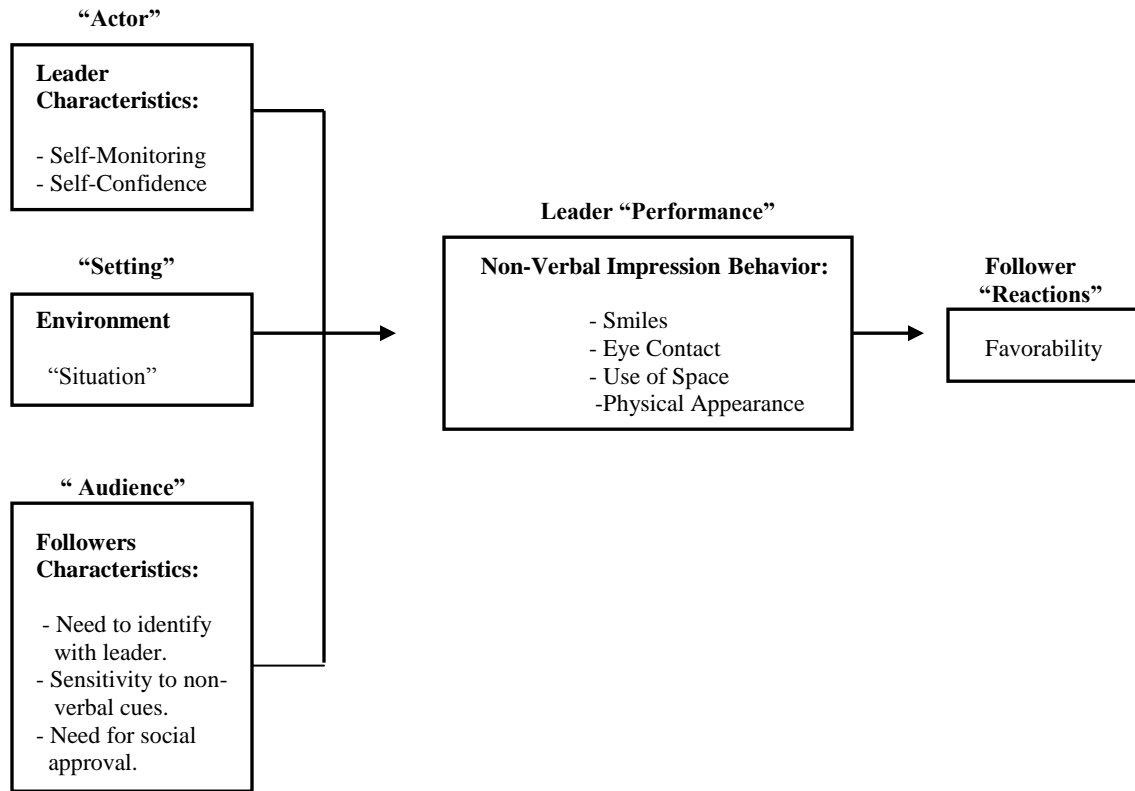 “Actor”
Leader
Characteristics:
- Self-Monitoring
- Self-Confidence
“Setting”
Environment
“Situation”
“ Audience”
Followers
Characteristics:
- Need to identify
with leader.
- Sensitivity to non-
verbal cues.
- Need for social
approval.
Leader “Performance”
Non-Verbal Impression Behavior:
- Smiles
- Eye Contact
- Use of Space
-Physical Appearance
Follower
“Reactions”
Favorability